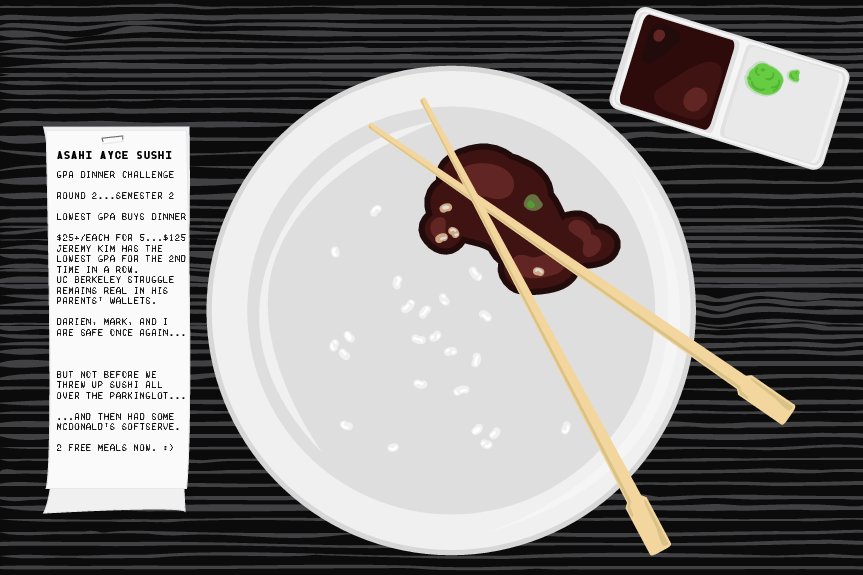 ASAHI AYCE SUSHI
GPA DINNER CHALLENGE
ROUND 2...SEMESTER 2
LOWEST GPA BUYS DINNER
$25+/EACH FOR 5...$125
JEREMY KIM HAS THE
LOWEST GPA FOR THE 2ND
TIME IN A ROW.
UC BERKELEY STRUGGLE
REMAINS REAL IN HIS
PARENTS' WALLETS.
DARIEN, MARK, AND I
ARE SAFE ONCE AGAIN...
BUT NOT BEFORE WE
THREW UP SUSHI ALL
OVER THE PARKINGLOT...
...AND THEN HAD SOME
MCDONALD'S SOFTSERVE.
2 FREE MEALS NOW. :)